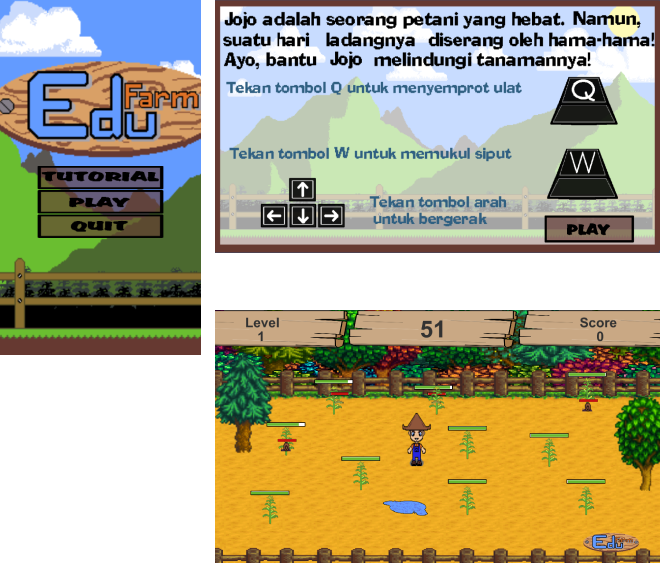 Edu
Farm
TUTORIAL
PLAY
QUIT
Jojo adalah seorang petani yang hebat. Namun,
suatu hari ladangnya diserang oleh hama-hama!
Ayo, bantu Jojo melindungi tanamannya!
Tekan tombol Q untuk menyemprot ulat
Q
Tekan tombol W untuk memukul siput
W
Tekan tombol arah
untuk bergerak
PLAY
Level
1
51
Score
0
Edu
Farm